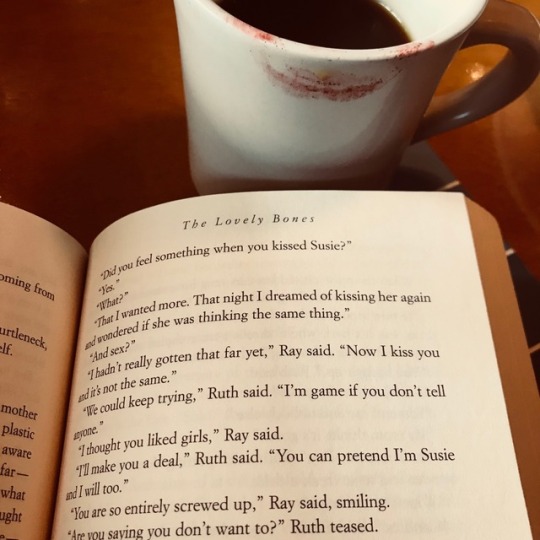 oming from
urtleneck,
elf.
mother
plastic
aware
far—
what
ught
The Lovely Bones
"Did you feel something when you kissed Susie?"
"Yes."
"What?"
"That I wanted more. That night I dreamed of kissing her again
and wondered if she was thinking the same thing."
"And sex?"
"I hadn't really gotten that far yet," Ray said. "Now I kiss you
and it's not the same."
"We could keep trying," Ruth said. "I'm game if you don't tell
anyone."
"I thought you liked girls," Ray said.
"I'll make you a deal," Ruth said. "You can pretend I'm Susie
and I will too."
"You are so entirely screwed up," Ray said, smiling.
"Are you saying you don't want to?" Ruth teased.